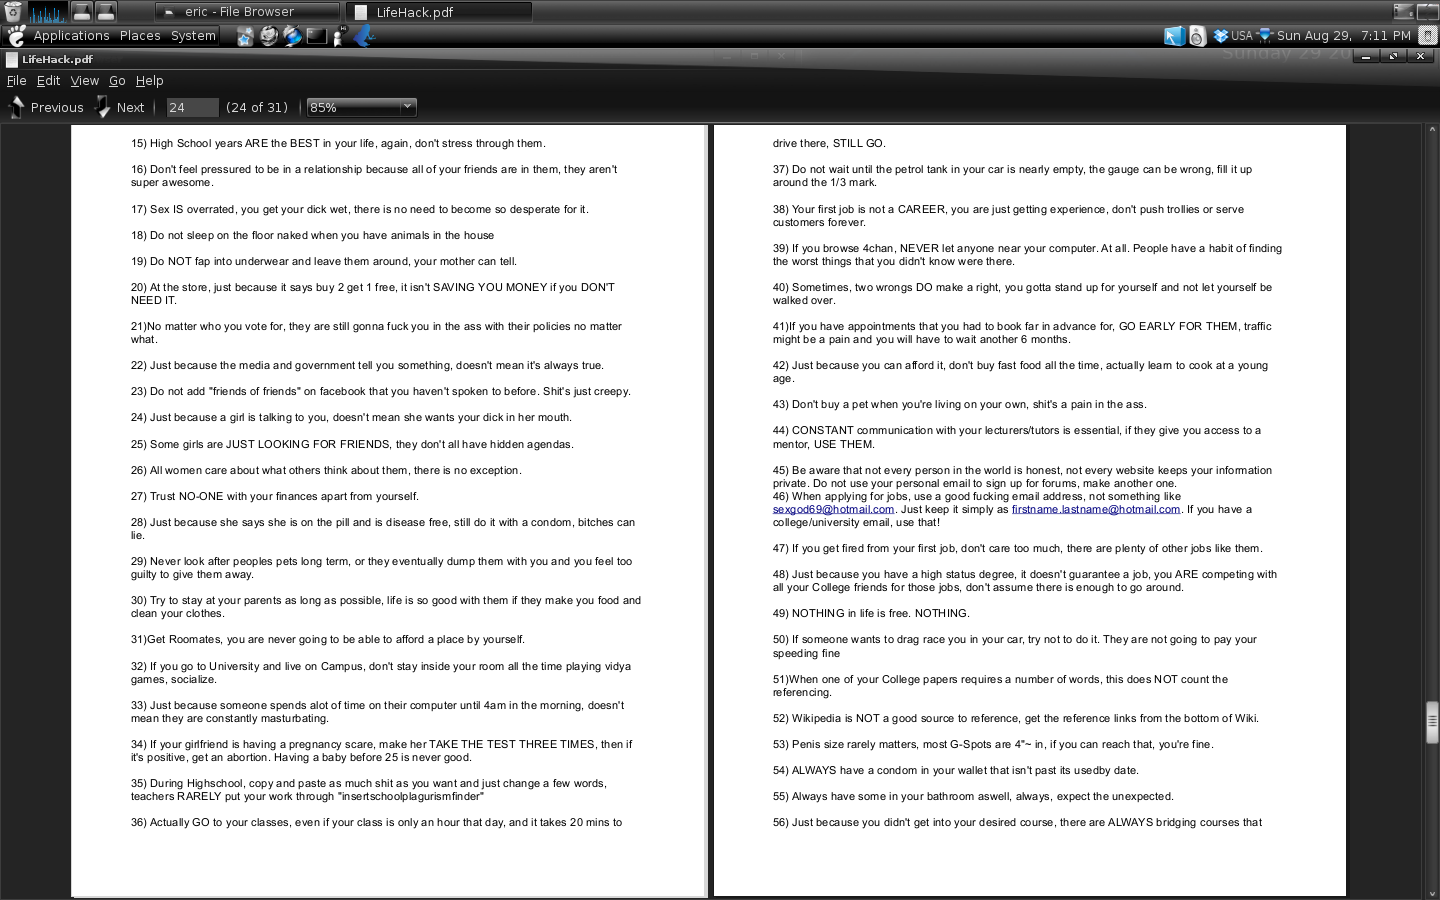 eric - File Browser
LifeHack.pdf
Applications Places System
USA
Sun Aug 29, 7:11 PM
LifeHack.pdf
File Edit View Go Help
Previous Next 24 (24 of 31) 85%
15) High School years ARE the BEST in your life, again, don't stress through them.
16) Don't feel pressured to be in a relationship because all of your friends are in them, they aren't
super awesome.
17) Sex IS overrated, you get your dick wet, there is no need to become so desperate for it.
18) Do not sleep on the floor naked when you have animals in the house
19) Do NOT fap into underwear and leave them around, your mother can tell.
20) At the store, just because it says buy 2 get 1 free, it isn't SAVING YOU MONEY if you DON'T
NEED IT.
21)No matter who you vote for, they are still gonna fuck you in the ass with their policies no matter
what.
22) Just because the media and government tell you something, doesn't mean it's always true.
23) Do not add "friends of friends" on facebook that you haven't spoken to before. Shit's just creepy.
24) Just because a girl is talking to you, doesn't mean she wants your dick in her mouth.
25) Some girls are JUST LOOKING FOR FRIENDS, they don't all have hidden agendas.
26) All women care about what others think about them, there is no exception.
27) Trust NO-ONE with your finances apart from yourself.
28) Just because she says she is on the pill and is disease free, still do it with a condom, bitches can
lie.
29) Never look after peoples pets long term, or they eventually dump them with you and you feel too
guilty to give them away.
30) Try to stay at your parents as long as possible, life is so good with them if they make you food and
clean your clothes.
31)Get Roomates, you are never going to be able to afford a place by yourself.
32) If you go to University and live on Campus, don't stay inside your room all the time playing vidya
games, socialize.
33) Just because someone spends alot of time on their computer until 4am in the morning, doesn't
mean they are constantly masturbating.
34) If your girlfriend is having a pregnancy scare, make her TAKE THE TEST THREE TIMES, then if
it's positive, get an abortion. Having a baby before 25 is never good.
35) During Highschool, copy and paste as much shit as you want and just change a few words,
teachers RARELY put your work through "insertschoolplagurismfinder"
36) Actually GO to your classes, even if your class is only an hour that day, and it takes 20 mins to
drive there, STILL GO.
37) Do not wait until the petrol tank in your car is nearly empty, the gauge can be wrong, fill it up
around the 1/3 mark.
38) Your first job is not a CAREER, you are just getting experience, don't push trollies or serve
customers forever.
39) If you browse 4chan, NEVER let anyone near your computer. At all. People have a habit of finding
the worst things that you didn't know were there.
40) Sometimes, two wrongs DO make a right, you gotta stand up for yourself and not let yourself be
walked over.
41)If you have appointments that you had to book far in advance for, GO EARLY FOR THEM, traffic
might be a pain and you will have to wait another 6 months.
42) Just because you can afford it, don't buy fast food all the time, actually learn to cook at a young
age.
43) Don't buy a pet when you're living on your own, shit's a pain in the ass.
44) CONSTANT communication with your lecturers/tutors is essential, if they give you access to a
mentor, USE THEM.
45) Be aware that not every person in the world is honest, not every website keeps your information
private. Do not use your personal email to sign up for forums, make another one.
46) When applying for jobs, use a good fucking email address, not something like
sexgod69@hotmail.com. Just keep it simply as firstname.lastname@hotmail.com. If you have a
college/university email, use that!
47) If you get fired from your first job, don't care too much, there are plenty of other jobs like them.
48) Just because you have a high status degree, it doesn't guarantee a job, you ARE competing with
all your College friends for those jobs, don't assume there is enough to go around.
49) NOTHING in life is free. NOTHING.
50) If someone wants to drag race you in your car, try not to do it. They are not going to pay your
speeding fine
51)When one of your College papers requires a number of words, this does NOT count the
referencing.
52) Wikipedia is NOT a good source to reference, get the reference links from the bottom of Wiki.
53) Penis size rarely matters, most G-Spots are 4"~ in, if you can reach that, you're fine.
54) ALWAYS have a condom in your wallet that isn't past its usedby date.
55) Always have some in your bathroom aswell, always, expect the unexpected.
56) Just because you didn't get into your desired course, there are ALWAYS bridging courses that